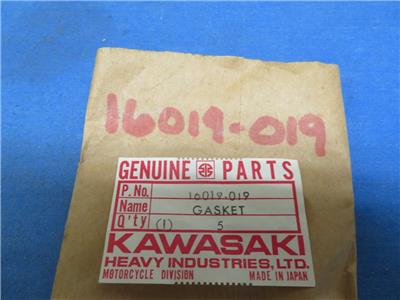 16019-019
GENUINE PARTS
P. No. 16019-019
Name GASKET
Q'ty (1) 5
KAWASAKI
HEAVY INDUSTRIES, LTD.
MOTORCYCLE DIVISION MADE IN JAPAN